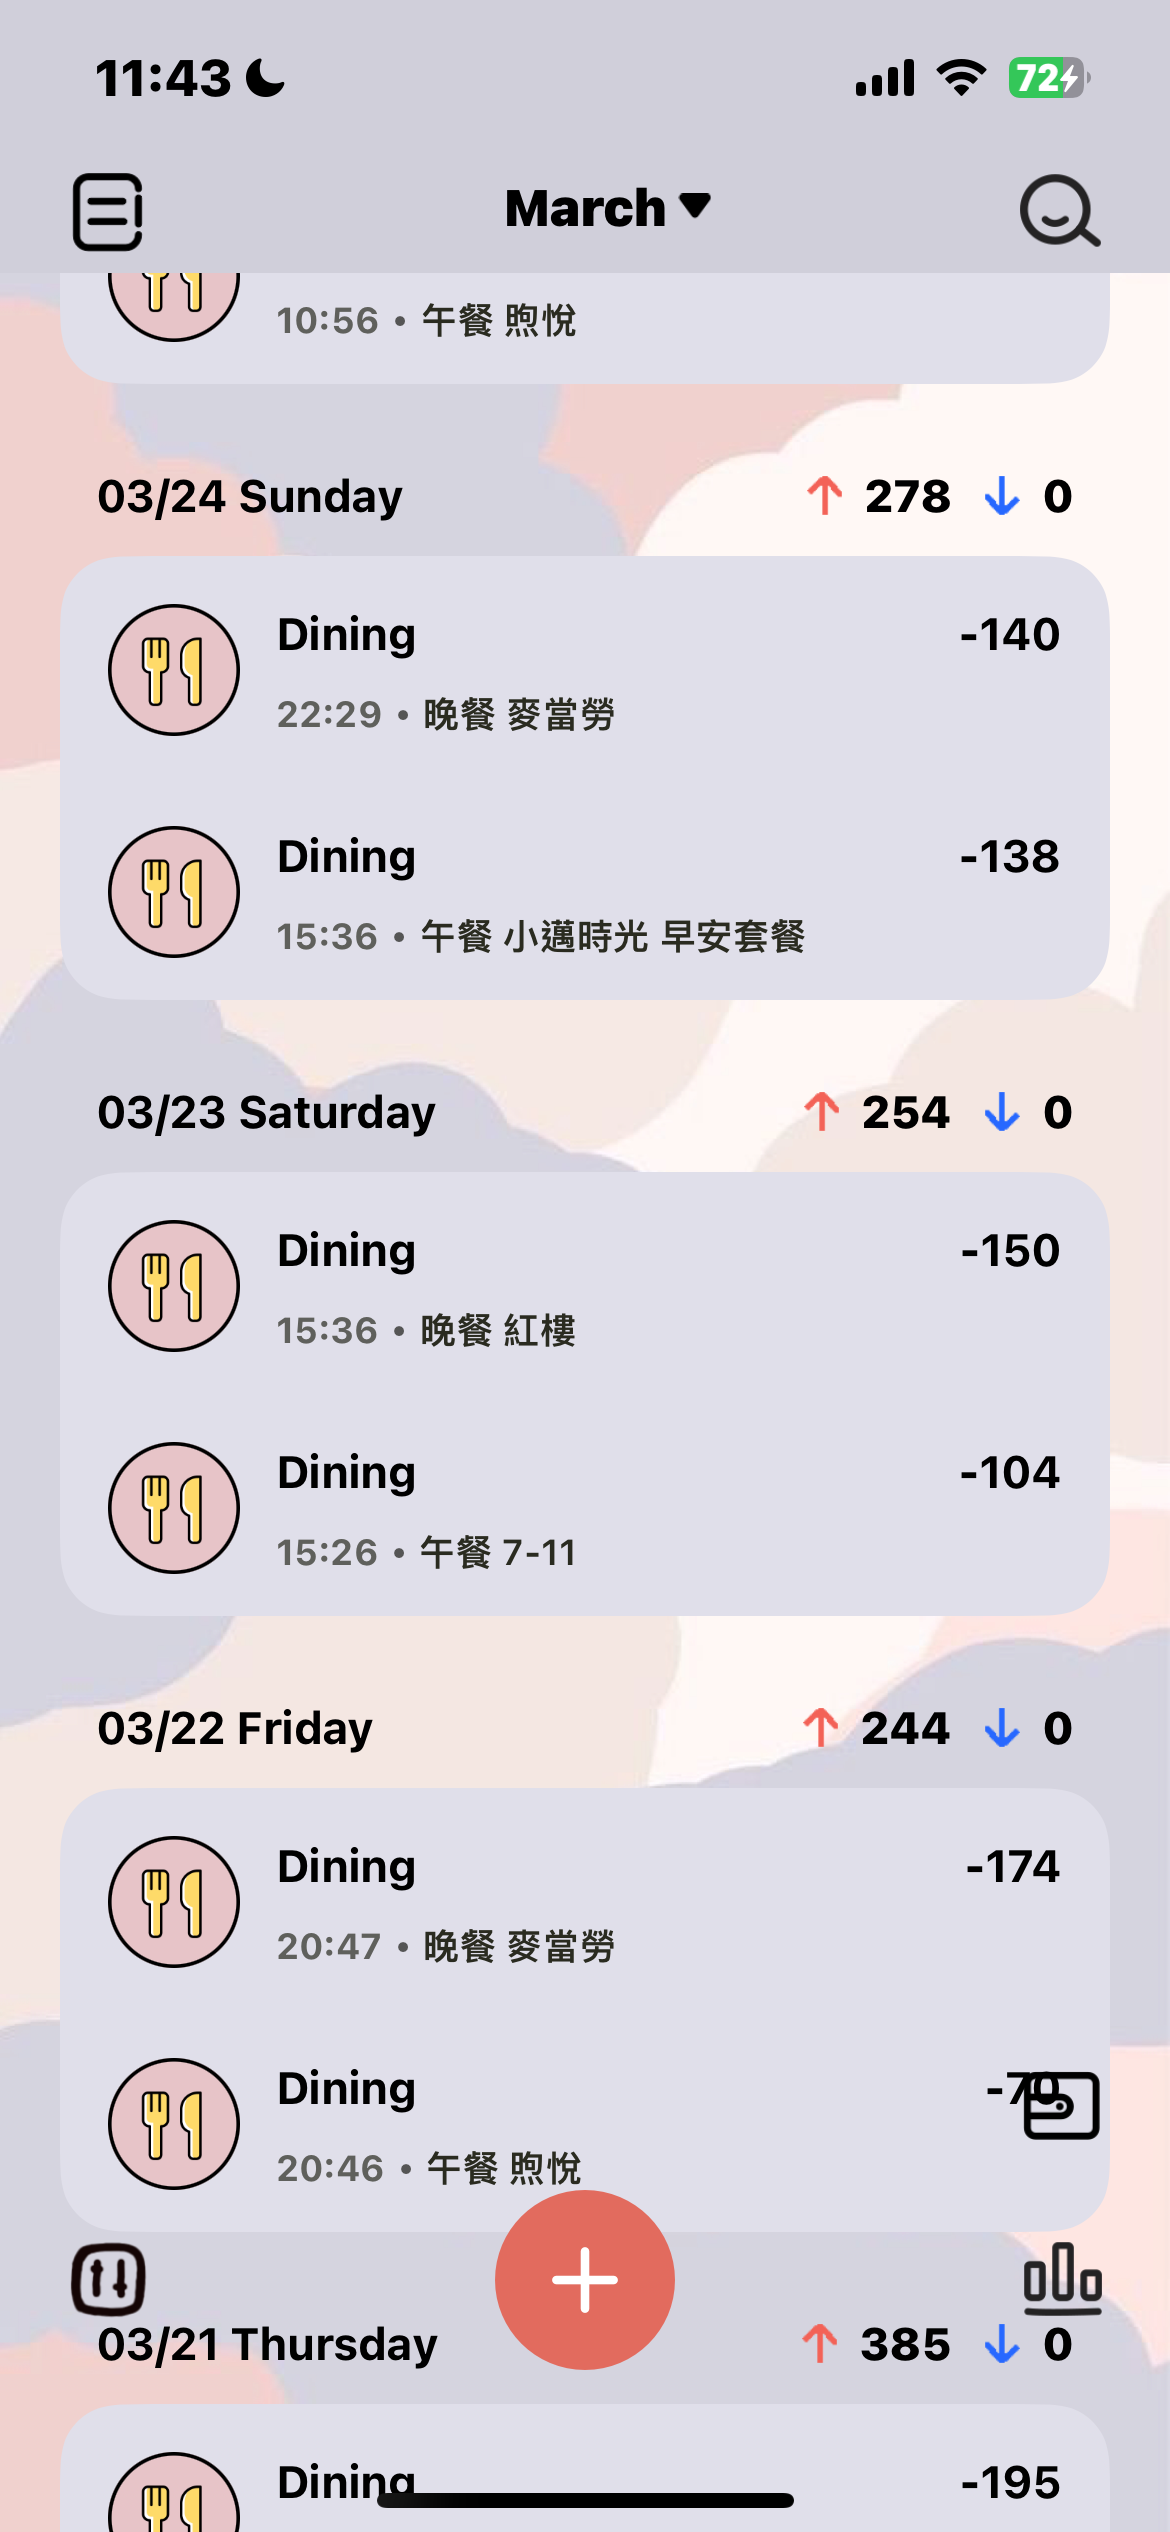 11:43
72
March
10:56 • 午餐 煦悅
03/24 Sunday 278 0
Dining -140
22:29 • 晚餐 麥當勞
Dining -138
15:36 • 午餐 小邁時光 早安套餐
03/23 Saturday 254 0
Dining -150
15:36 • 晚餐 紅樓
Dining -104
15:26 • 午餐 7-11
03/22 Friday 244 0
Dining -174
20:47 • 晚餐 麥當勞
Dining -70
20:46 • 午餐 煦悅
03/21 Thursday 385 0
Dining -195